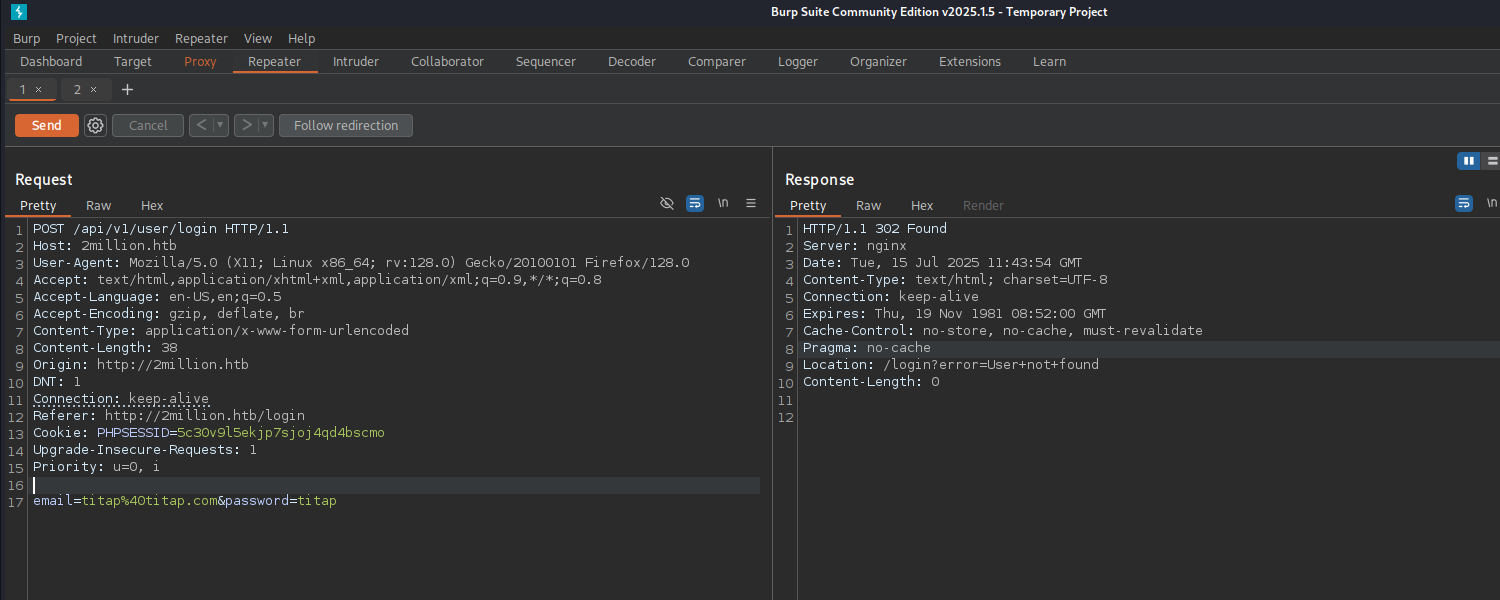 Burp Suite Community Edition v2025.1.5 - Temporary Project
Burp Project Intruder Repeater View Help
Dashboard Target Proxy Repeater Intruder Collaborator Sequencer Decoder Comparer Logger Organizer Extensions Learn
1 × 2 × +
Send Cancel < > Follow redirection
Request
Pretty Raw Hex \n
1 POST /api/v1/user/login HTTP/1.1
2 Host: 2million.htb
3 User-Agent: Mozilla/5.0 (X11; Linux x86_64; rv:128.0) Gecko/20100101 Firefox/128.0
4 Accept: text/html,application/xhtml+xml,application/xml;q=0.9,*/*;q=0.8
5 Accept-Language: en-US,en;q=0.5
6 Accept-Encoding: gzip, deflate, br
7 Content-Type: application/x-www-form-urlencoded
8 Content-Length: 38
9 Origin: http://2million.htb
10 DNT: 1
11 Connection: keep-alive
12 Referer: http://2million.htb/login
13 Cookie: PHPSESSID=5c30v9l5ekjp7sjoj4qd4bscmo
14 Upgrade-Insecure-Requests: 1
15 Priority: u=0, i
16
17 email=titap%40titap.com&password=titap
Response
Pretty Raw Hex Render \n
1 HTTP/1.1 302 Found
2 Server: nginx
3 Date: Tue, 15 Jul 2025 11:43:54 GMT
4 Content-Type: text/html; charset=UTF-8
5 Connection: keep-alive
6 Expires: Thu, 19 Nov 1981 08:52:00 GMT
7 Cache-Control: no-store, no-cache, must-revalidate
8 Pragma: no-cache
9 Location: /login?error=User+not+found
10 Content-Length: 0
11
12